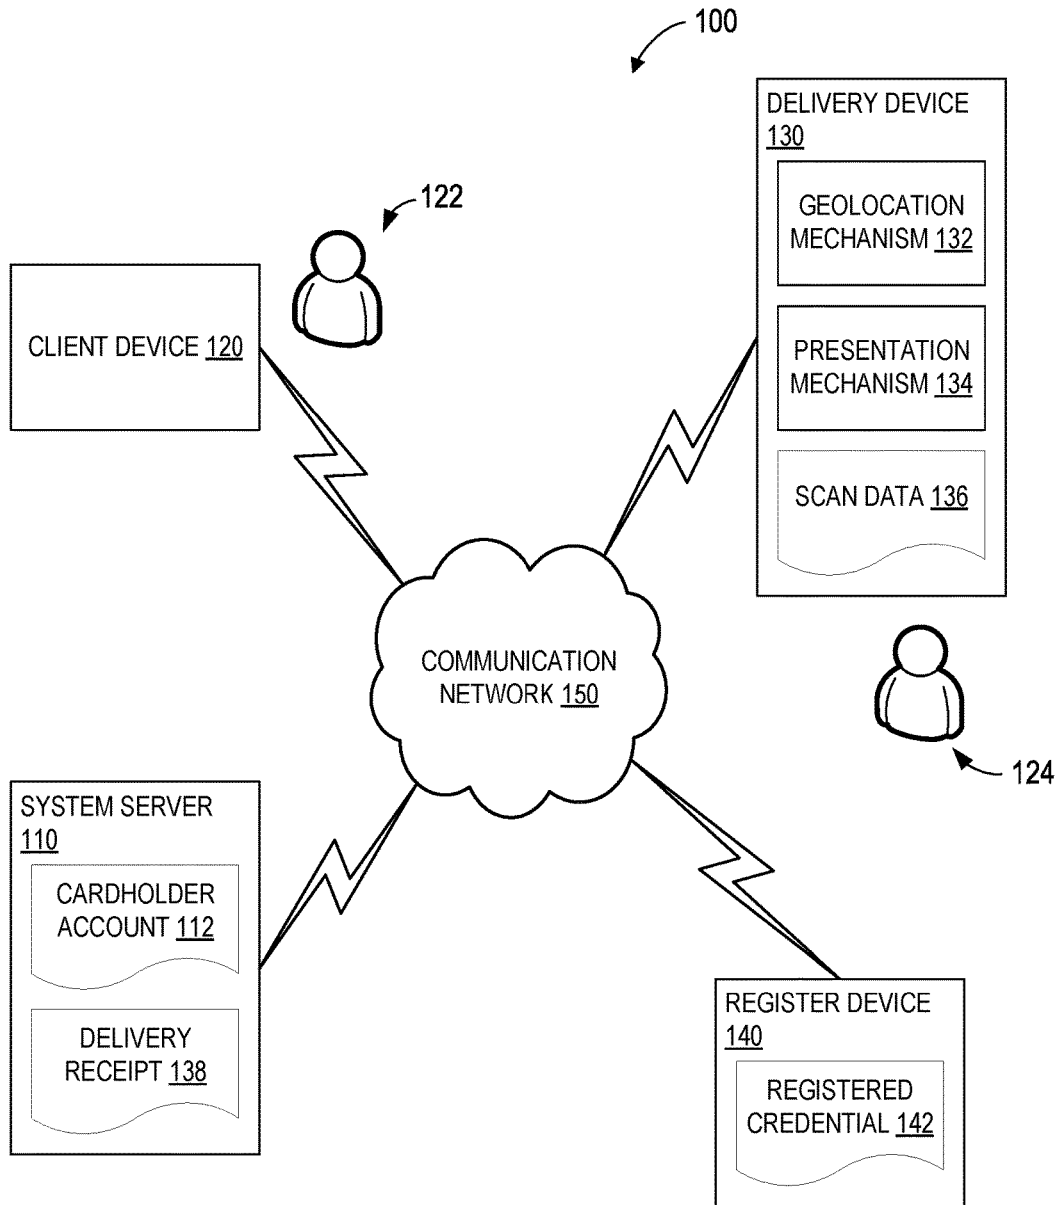 100
DELIVERY DEVICE
130
GEOLOCATION
MECHANISM 132
PRESENTATION
MECHANISM 134
SCAN DATA 136
122
CLIENT DEVICE 120
COMMUNICATION
NETWORK 150
124
SYSTEM SERVER
110
CARDHOLDER
ACCOUNT 112
DELIVERY
RECEIPT 138
REGISTER DEVICE
140
REGISTERED
CREDENTIAL 142